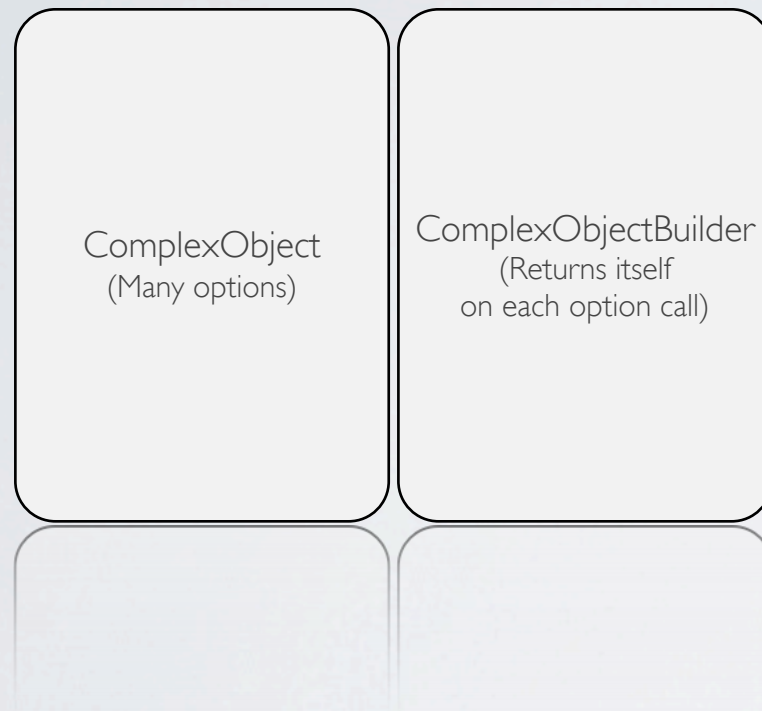 ComplexObject
(Many options)
ComplexObjectBuilder
(Returns itself
on each option call)